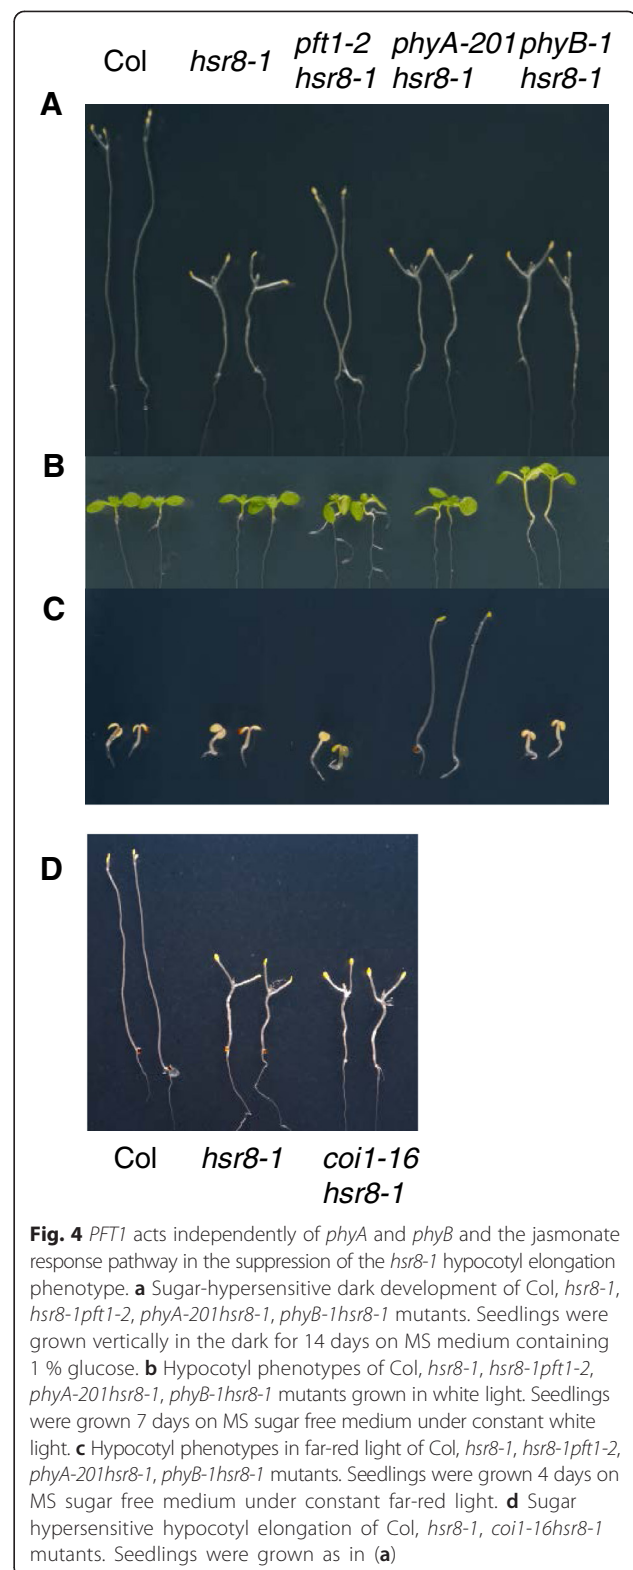 Col hsr8-1 pft1-2 hsr8-1 phyA-201 hsr8-1 phyB-1 hsr8-1
A
B
C
D
Col hsr8-1 coi1-16 hsr8-1
Fig. 4 PFT1 acts independently of phyA and phyB and the jasmonate
response pathway in the suppression of the hsr8-1 hypocotyl elongation
phenotype. a Sugar-hypersensitive dark development of Col, hsr8-1,
hsr8-1pft1-2, phyA-201hsr8-1, phyB-1hsr8-1 mutants. Seedlings were
grown vertically in the dark for 14 days on MS medium containing
1 % glucose. b Hypocotyl phenotypes of Col, hsr8-1, hsr8-1pft1-2,
phyA-201hsr8-1, phyB-1hsr8-1 mutants grown in white light. Seedlings
were grown 7 days on MS sugar free medium under constant white
light. c Hypocotyl phenotypes in far-red light of Col, hsr8-1, hsr8-1pft1-2,
phyA-201hsr8-1, phyB-1hsr8-1 mutants. Seedlings were grown 4 days on
MS sugar free medium under constant far-red light. d Sugar
hypersensitive hypocotyl elongation of Col, hsr8-1, coi1-16hsr8-1
mutants. Seedlings were grown as in (a)